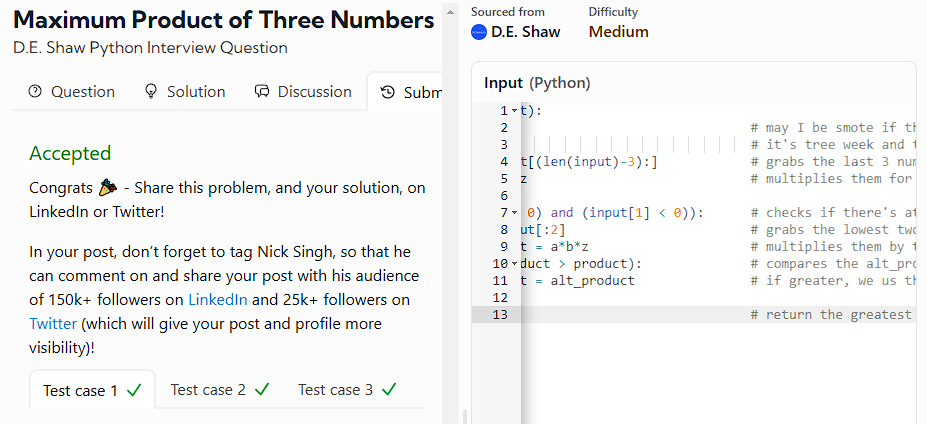 Maximum Product of Three Numbers
D.E. Shaw Python Interview Question
Question Solution Discussion Subm
Accepted
Congrats 🎉 - Share this problem, and your solution, on
LinkedIn or Twitter!
In your post, don't forget to tag Nick Singh, so that he
can comment on and share your post with his audience
of 150k+ followers on LinkedIn and 25k+ followers on
Twitter (which will give your post and profile more
visibility)!
Test case 1 Test case 2 Test case 3
Sourced from Difficulty
D.E. Shaw Medium
Input (Python)
1 t):
2 # may I be smote if th
3 # it's tree week and t
4 t[(len(input)-3):] # grabs the last 3 num
5 z # multiplies them for
6
7 0) and (input[1] < 0)): # checks if there's at
8 ut[:2] # grabs the lowest two
9 t = a*b*z # multiplies them by t
10 duct > product): # compares the alt_pro
11 t = alt_product # if greater, we us th
12
13 # return the greatest